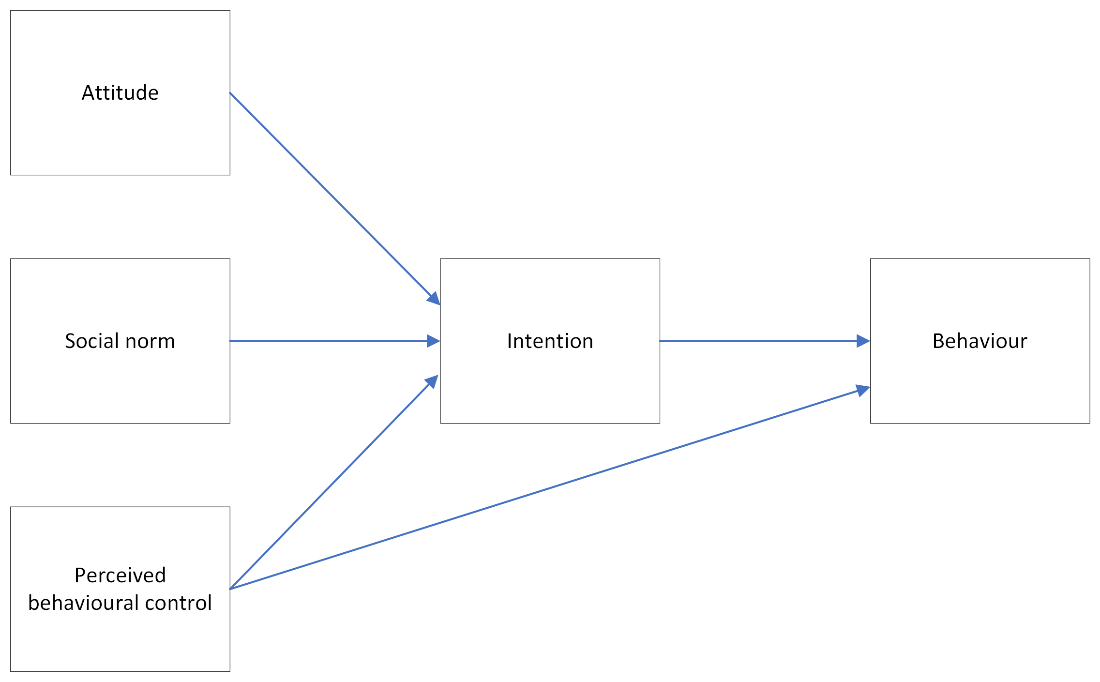 Attitude
Social norm
Intention
Behaviour
Perceived
behavioural control